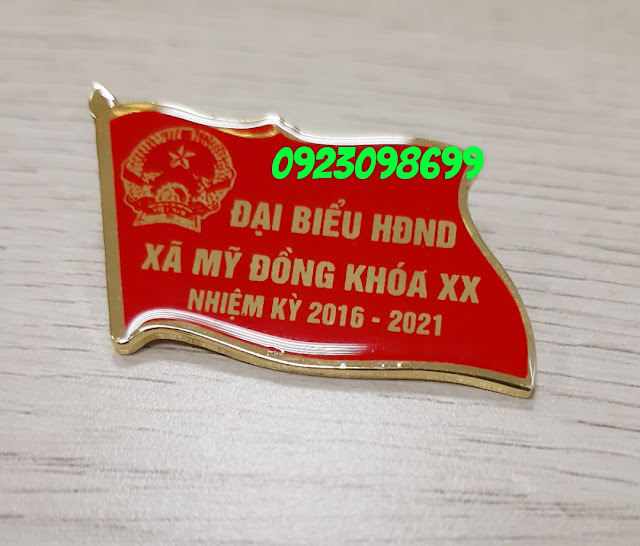 0923098699
ĐẠI BIỂU HĐND
XÃ MỸ ĐỒNG KHÓA XX
NHIỆM KỲ 2016 - 2021